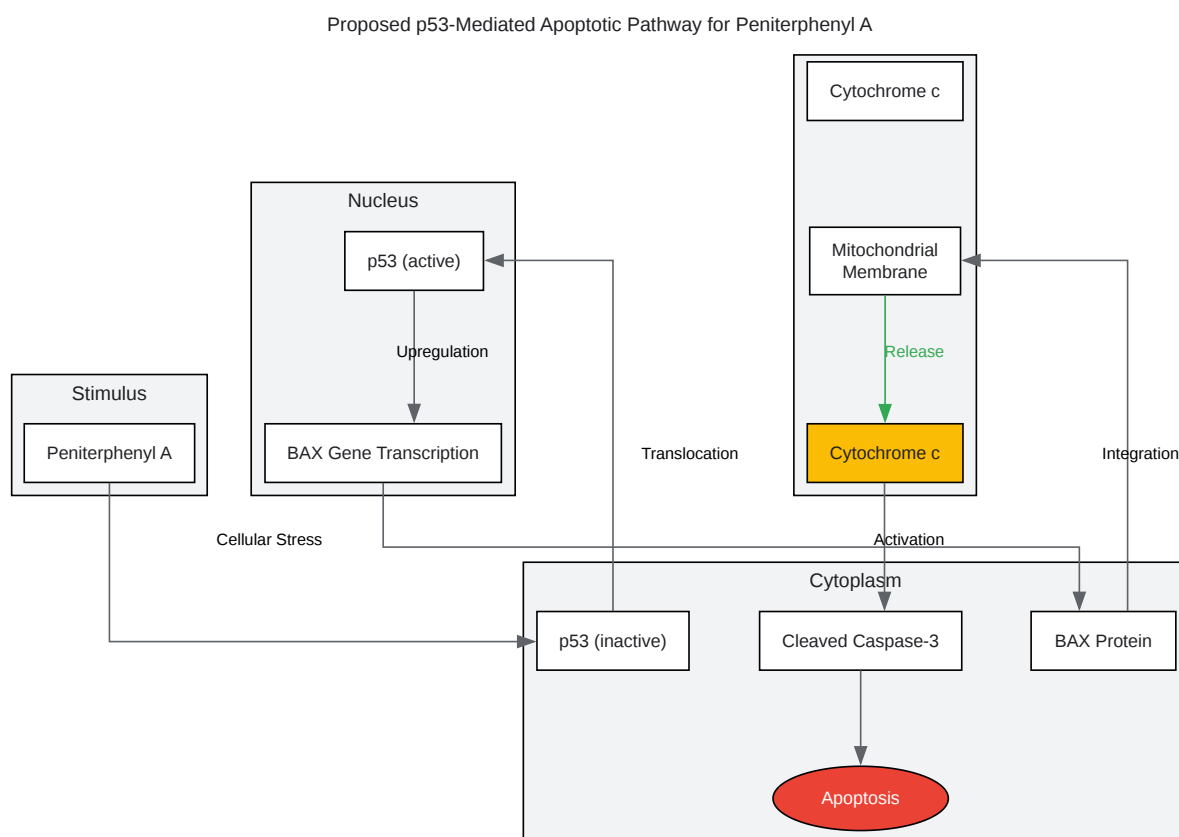 Proposed p53-Mediated Apoptotic Pathway for Peniterphenyl A
Cytochrome c
Nucleus
p53 (active)
Mitochondrial
Membrane
Upregulation
Release
Stimulus
Peniterphenyl A
BAX Gene Transcription
Translocation
Cytochrome c
Integration
Cellular Stress
Activation
Cytoplasm
p53 (inactive)
Cleaved Caspase-3
BAX Protein
Apoptosis